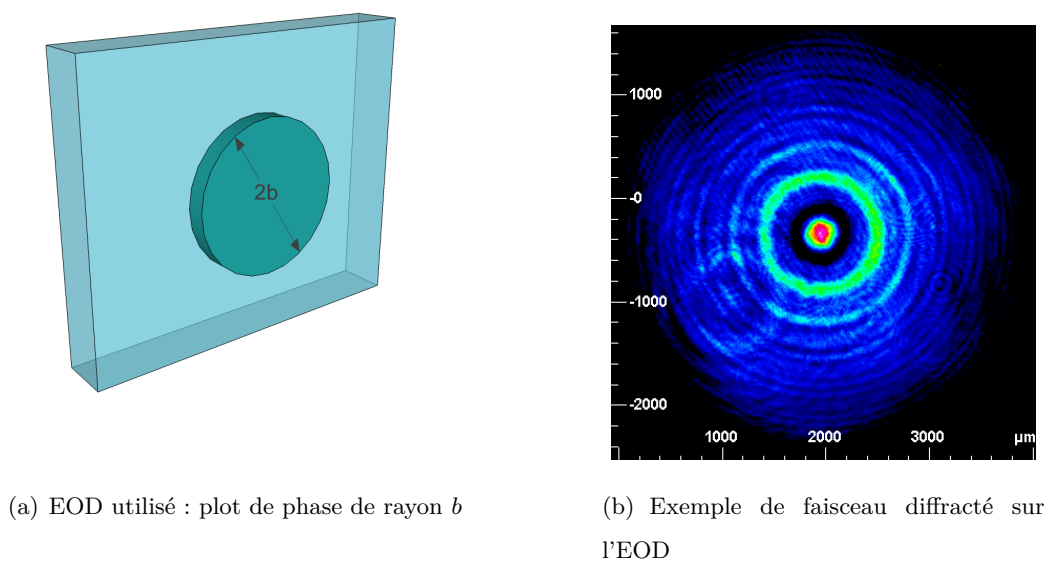 2b
1000
-0
-1000
-2000
1000 2000 3000 µm
(a) EOD utilisé : plot de phase de rayon b
(b) Exemple de faisceau diffracté sur
l'EOD